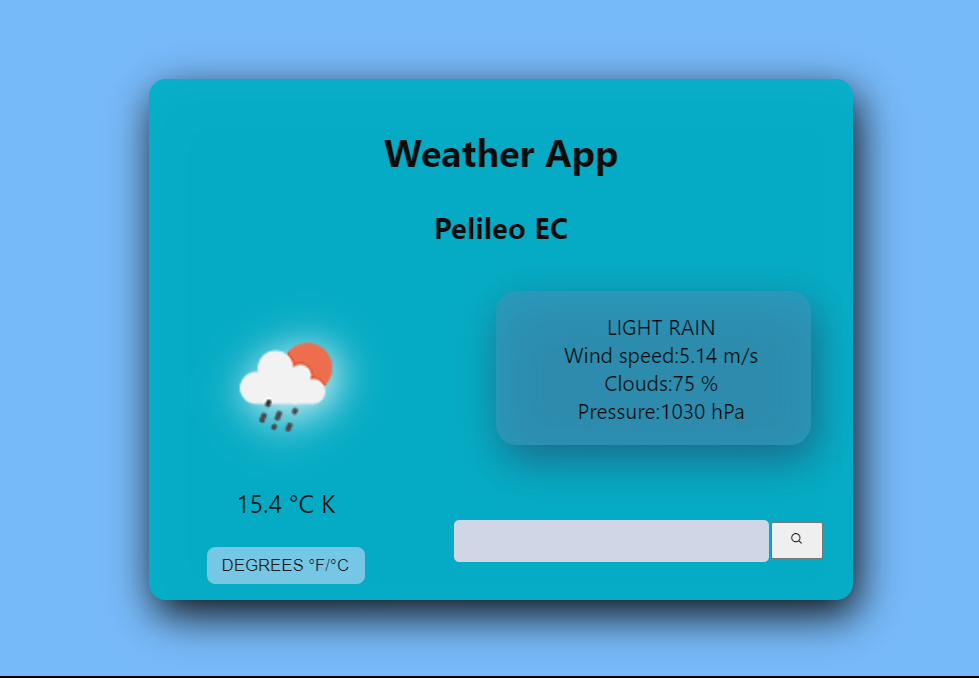 Weather App
Pelileo EC
LIGHT RAIN
Wind speed:5.14 m/s
Clouds:75 %
Pressure:1030 hPa
15.4 °C K
DEGREES °F/°C